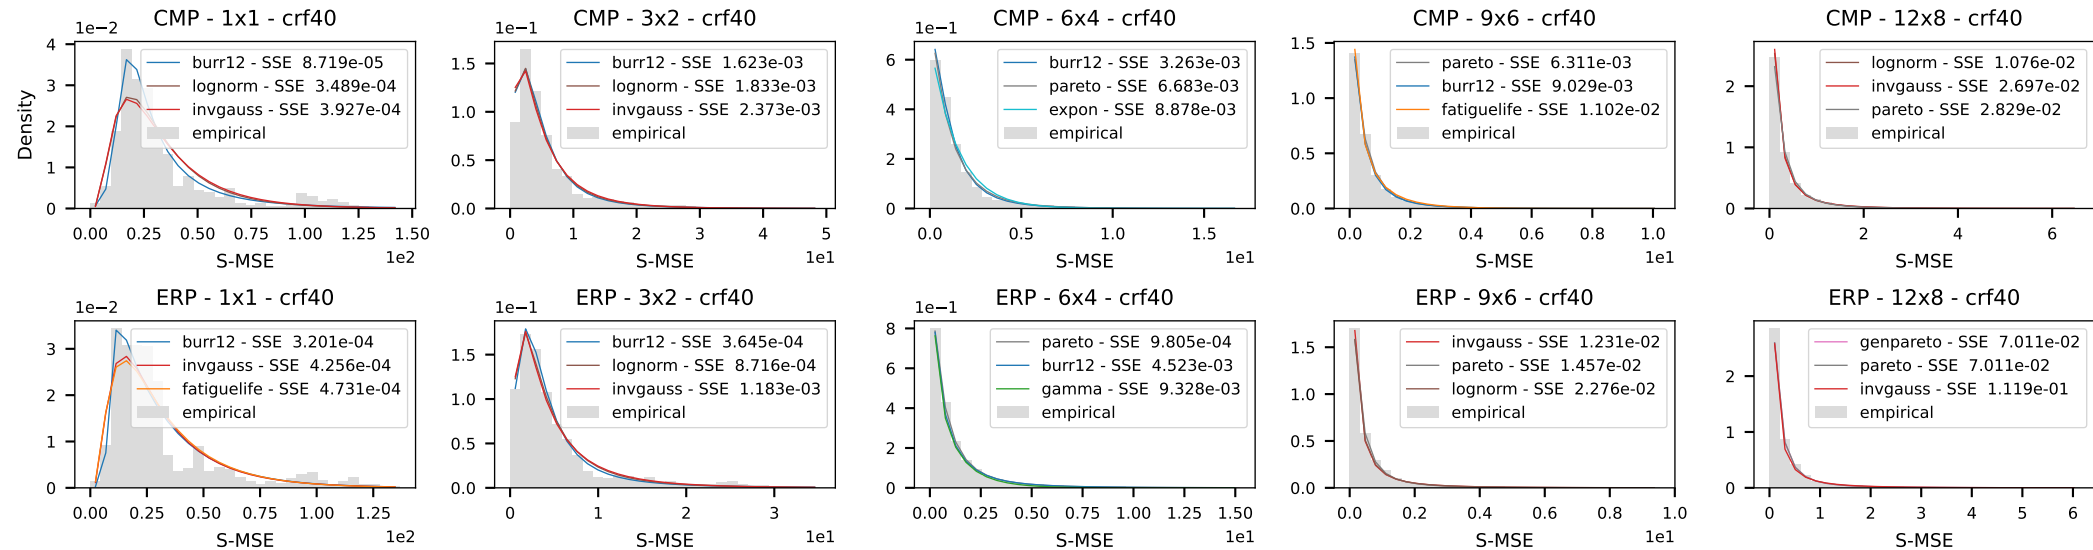 CMP - 1x1 - crf40
1e−2
Density
4
3
2
1
0
burr12 - SSE 8.719e-05
lognorm - SSE 3.489e-04
invgauss - SSE 3.927e-04
empirical
0.00 0.25 0.50 0.75 1.00 1.25 1.50
S-MSE
1e2
CMP - 3x2 - crf40
1e−1
1.5
1.0
0.5
0.0
burr12 - SSE 1.623e-03
lognorm - SSE 1.833e-03
invgauss - SSE 2.373e-03
empirical
0 1 2 3 4 5
S-MSE
1e1
CMP - 6x4 - crf40
1e−1
6
4
2
0
burr12 - SSE 3.263e-03
pareto - SSE 6.683e-03
expon - SSE 8.878e-03
empirical
0.0 0.5 1.0 1.5
S-MSE
1e1
CMP - 9x6 - crf40
1.5
1.0
0.5
0.0
pareto - SSE 6.311e-03
burr12 - SSE 9.029e-03
fatiguelife - SSE 1.102e-02
empirical
0.0 0.2 0.4 0.6 0.8 1.0
S-MSE
1e1
CMP - 12x8 - crf40
2
1
0
lognorm - SSE 1.076e-02
invgauss - SSE 2.697e-02
pareto - SSE 2.829e-02
empirical
0 2 4 6
S-MSE
ERP - 1x1 - crf40
1e−2
3
2
1
0
burr12 - SSE 3.201e-04
invgauss - SSE 4.256e-04
fatiguelife - SSE 4.731e-04
empirical
0.00 0.25 0.50 0.75 1.00 1.25
S-MSE
1e2
ERP - 3x2 - crf40
1e−1
1.5
1.0
0.5
0.0
burr12 - SSE 3.645e-04
lognorm - SSE 8.716e-04
invgauss - SSE 1.183e-03
empirical
0 1 2 3
S-MSE
1e1
ERP - 6x4 - crf40
1e−1
8
6
4
2
0
pareto - SSE 9.805e-04
burr12 - SSE 4.523e-03
gamma - SSE 9.328e-03
empirical
0.00 0.25 0.50 0.75 1.00 1.25 1.50
S-MSE
1e1
ERP - 9x6 - crf40
1.5
1.0
0.5
0.0
invgauss - SSE 1.231e-02
pareto - SSE 1.457e-02
lognorm - SSE 2.276e-02
empirical
0.0 0.2 0.4 0.6 0.8 1.0
S-MSE
1e1
ERP - 12x8 - crf40
2
1
0
genpareto - SSE 7.011e-02
pareto - SSE 7.011e-02
invgauss - SSE 1.119e-01
empirical
0 1 2 3 4 5 6
S-MSE